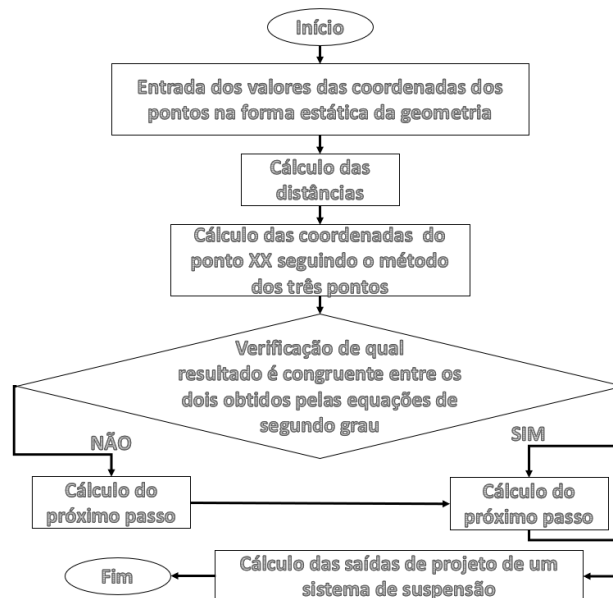 Início
Entrada dos valores das coordenadas dos
pontos na forma estática da geometria
Cálculo das
distâncias
Cálculo das coordenadas do
ponto XX seguindo o método
dos três pontos
Verificação de qual
resultado é congruente entre os
dois obtidos pelas equações de
segundo grau
NÃO
SIM
Cálculo do
próximo passo
Cálculo do
próximo passo
Cálculo das saídas de projeto de um
sistema de suspensão
Fim